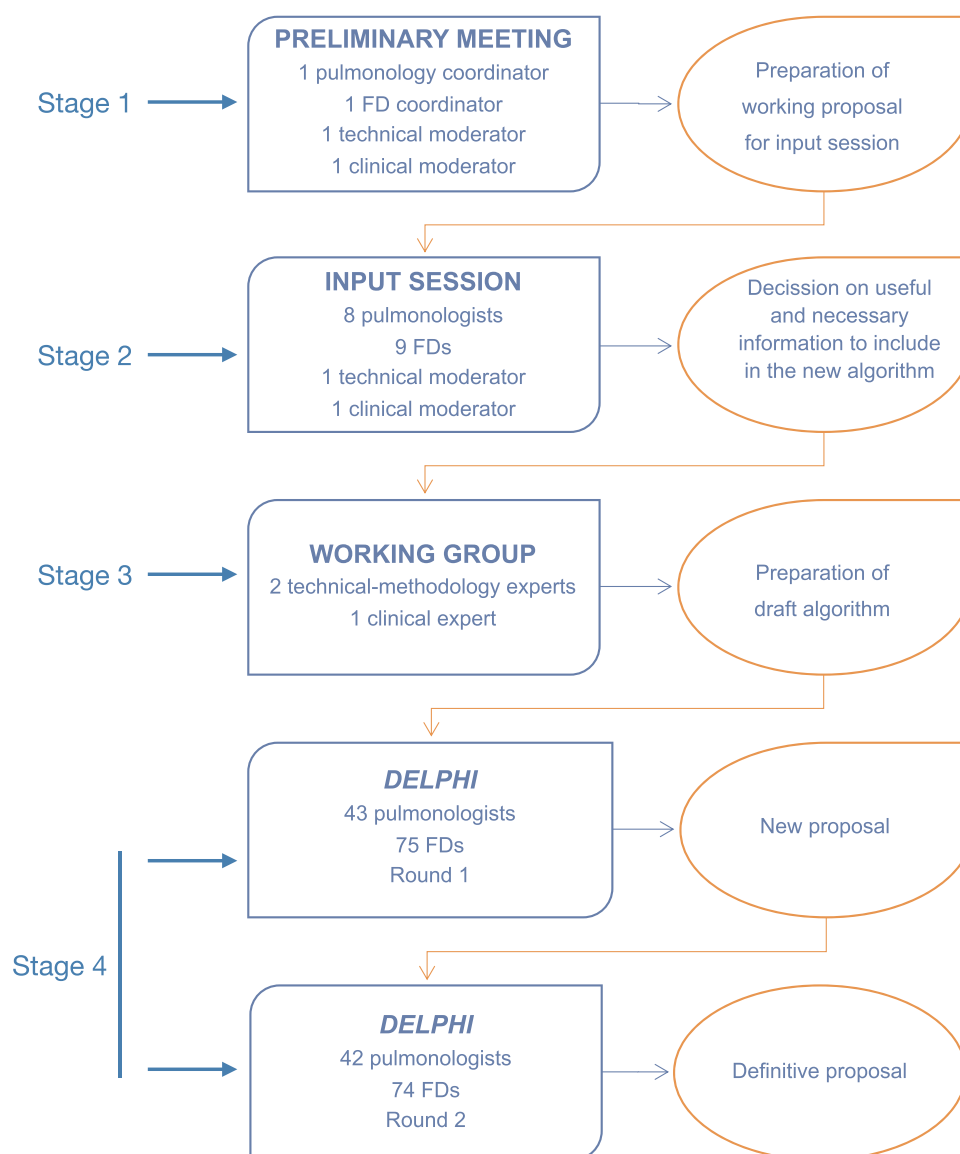 Stage 1
PRELIMINARY MEETING
1 pulmonology coordinator
1 FD coordinator
1 technical moderator
1 clinical moderator
Preparation of
working proposal
for input session
Stage 2
INPUT SESSION
8 pulmonologists
9 FDs
1 technical moderator
1 clinical moderator
Decission on useful
and necessary
information to include
in the new algorithm
Stage 3
WORKING GROUP
2 technical-methodology experts
1 clinical expert
Preparation of
draft algorithm
Stage 4
DELPHI
43 pulmonologists
75 FDs
Round 1
New proposal
DELPHI
42 pulmonologists
74 FDs
Round 2
Definitive proposal